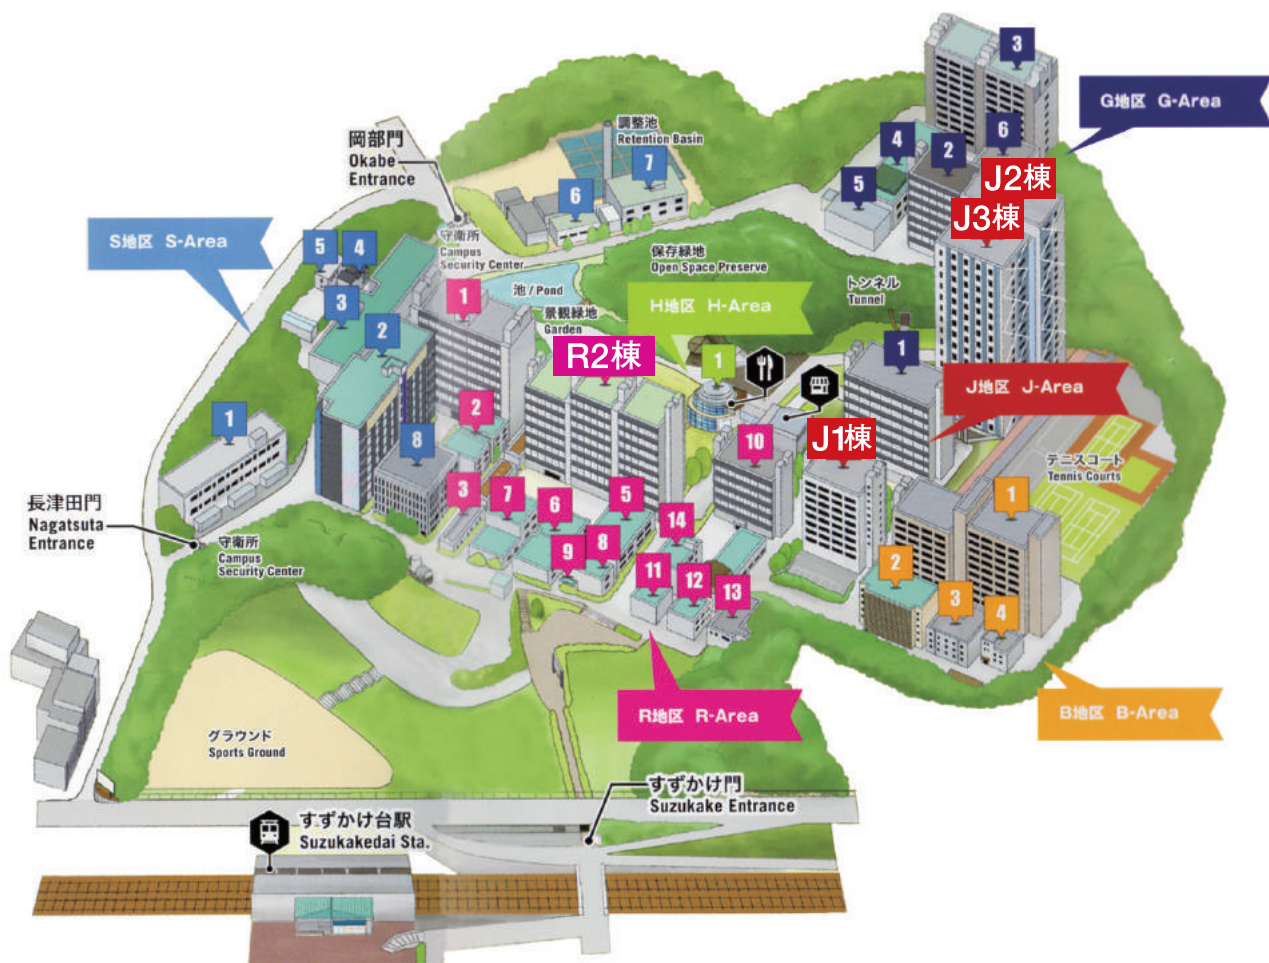 3
G地区 G-Area
調整池
Retention Basin
岡部門
Okabe
Entrance
4
6
2
7
J2棟
5
6
J3棟
S地区 S-Area
守衛所
Campus
Security Center
保存緑地
Open Space Preserve
5
4
トンネル
Tunnel
池/Pond
1
3
景観緑地
Garden
H地区 H-Area
2
R2棟
1
1
J地区 J-Area
2
1
8
10
J1棟
テニスコート
Tennis Courts
3
7
6
5
1
長津田門
Nagatsuta
Entrance
14
守衛所
Campus
Security Center
9
8
2
11
12
13
3
4
R地区 R-Area
B地区 B-Area
グラウンド
Sports Ground
すずかけ門
Suzukake Entrance
すずかけ台駅
Suzukakedai Sta.